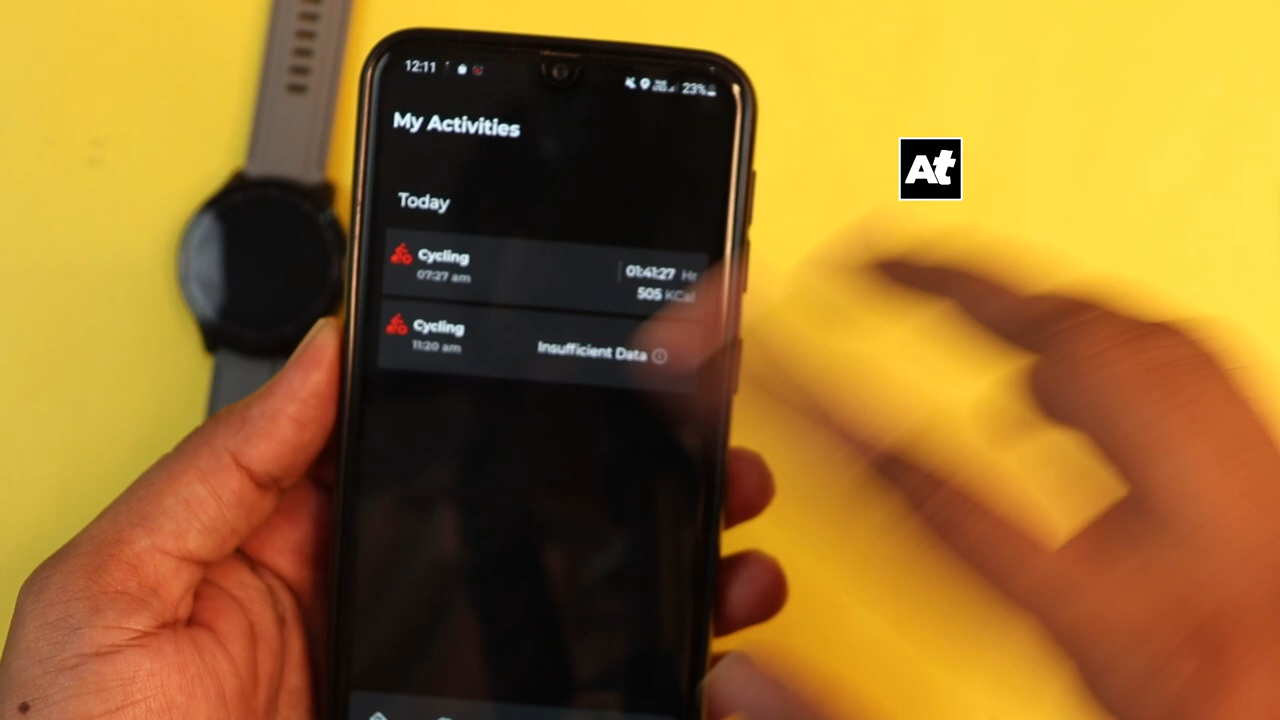 12:11
23%
My Activities
Today
Cycling
07:27 am
01:41:27 Hr
505 KCal
Cycling
11:20 am
Insufficient Data
At